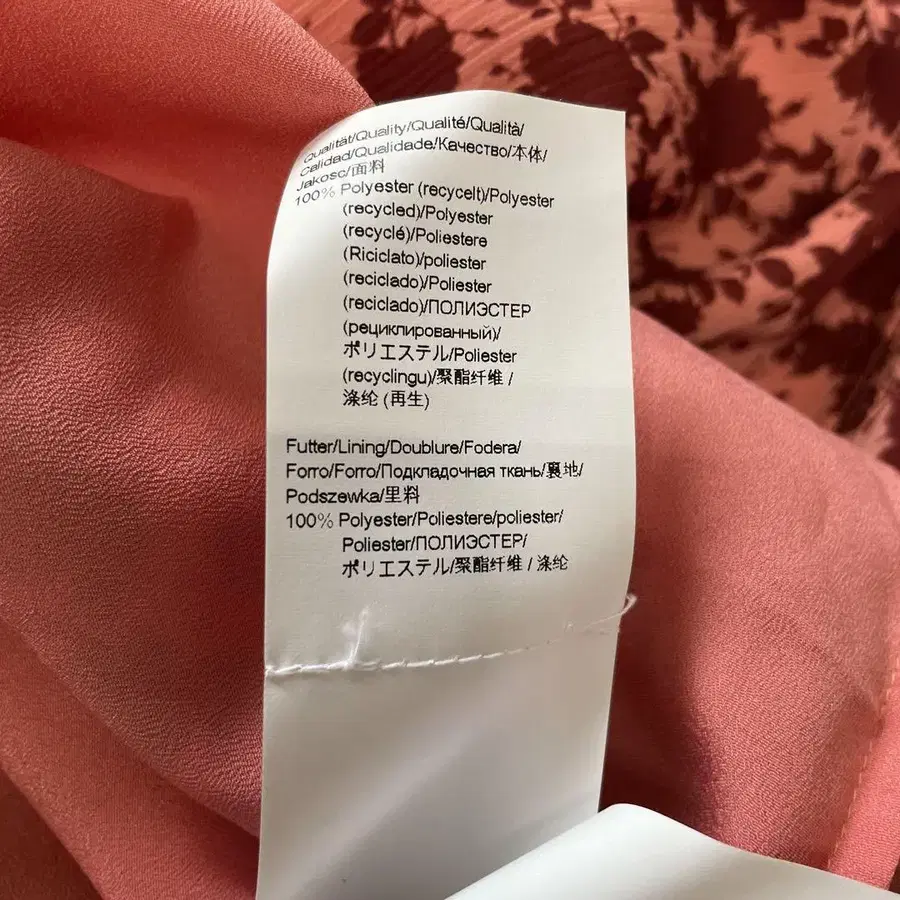 Qualität/Quality/Qualité/Qualità/
Calidad/Qualidade/Качество/本体/
Jakosc/面料
100% Polyester (recycelt)/Polyester
(recycled)/Polyester
(recyclé)/Poliestere
(Riciclato)/poliester
(reciclado)/Poliester
(reciclado)/ПОЛИЭСТЕР
(рециклированный)/
ポリエステル/Poliester
(recyclingu)/聚酯纤维 /
涤纶 (再生)
Futter/Lining/Doublure/Fodera/
Forro/Forro/Подкладочная ткань/裏地/
Podszewka/里料
100% Polyester/Poliestere/poliester/
Poliester/ПОЛИЭСТЕР/
ポリエステル/聚酯纤维 / 涤纶